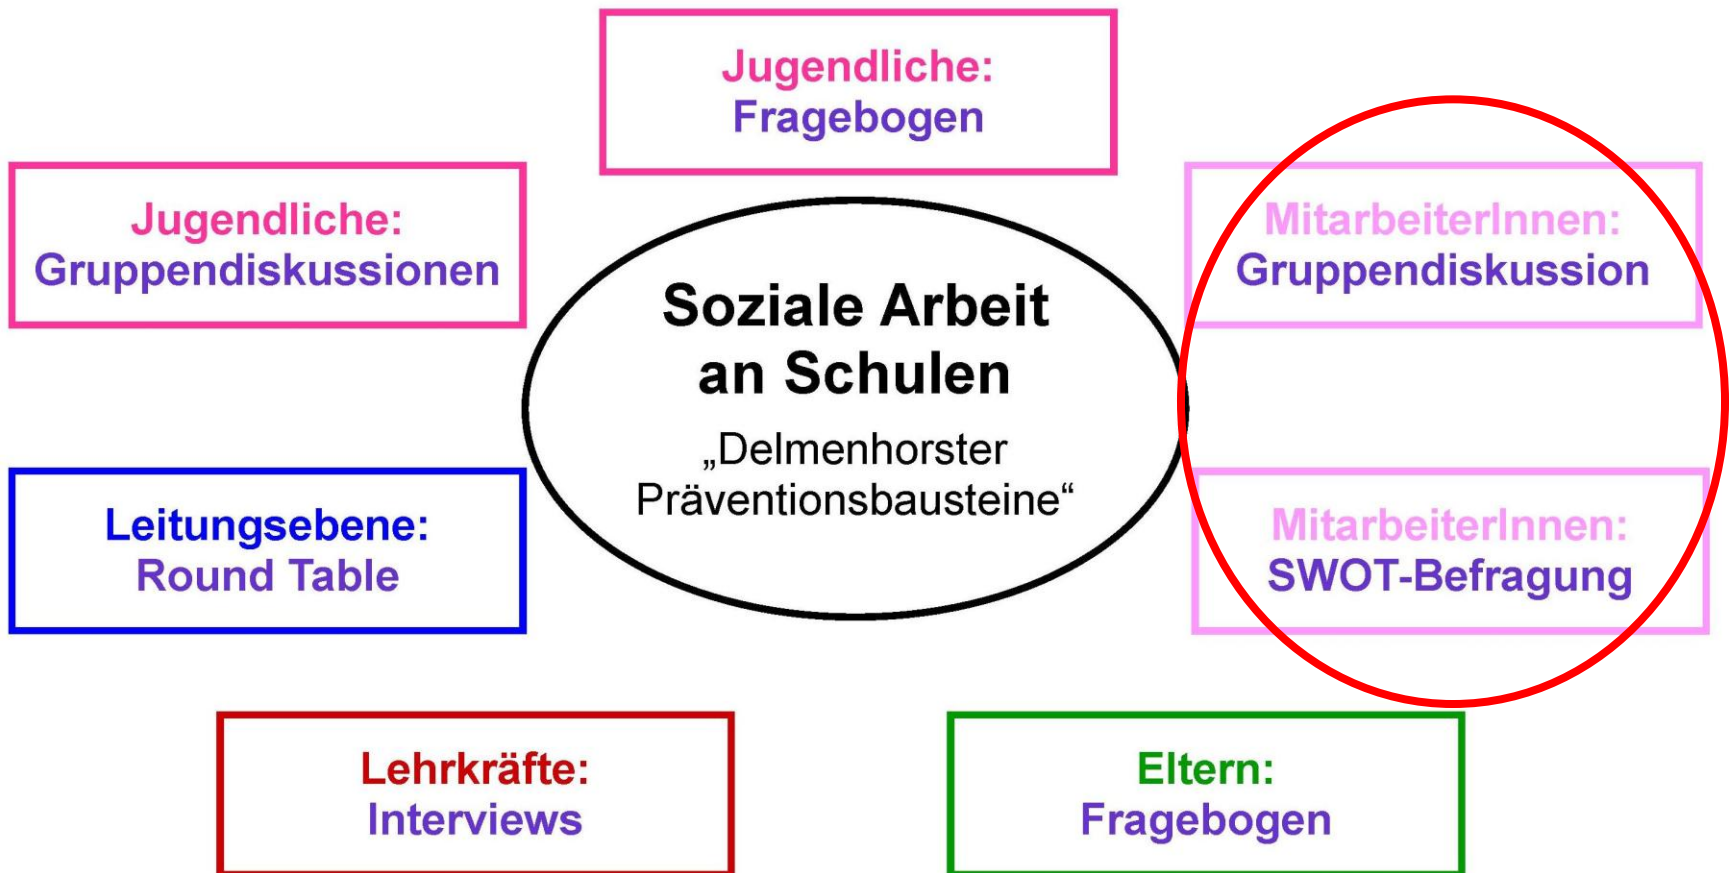 Jugendliche:
Fragebogen
Jugendliche:
Gruppendiskussionen
MitarbeiterInnen:
Gruppendiskussion
Soziale Arbeit
an Schulen
„Delmenhorster
Präventionsbausteine“
Leitungsebene:
Round Table
MitarbeiterInnen:
SWOT-Befragung
Lehrkräfte:
Interviews
Eltern:
Fragebogen